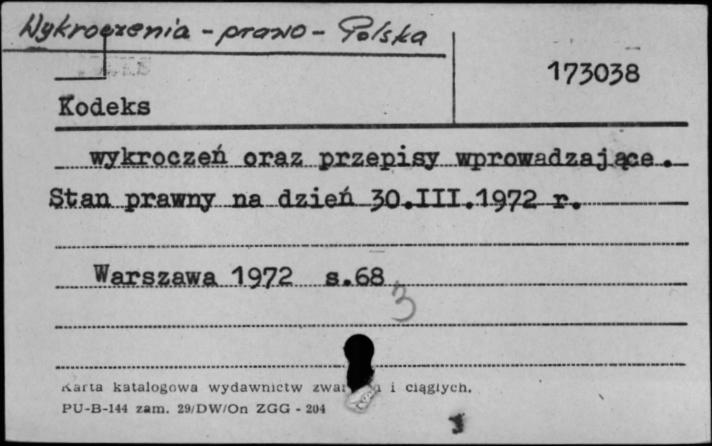 Wykroczenia - prawo - Polska
173038
Kodeks
wykroczeń oraz przepisy wprowadzające.
Stan prawny na dzień 30.III.1972 r.
Warszawa 1972 s.68
3
Karta katalogowa wydawnictw i ciągłych.
PU-B-144 zam. 29/DW/On ZGG - 204